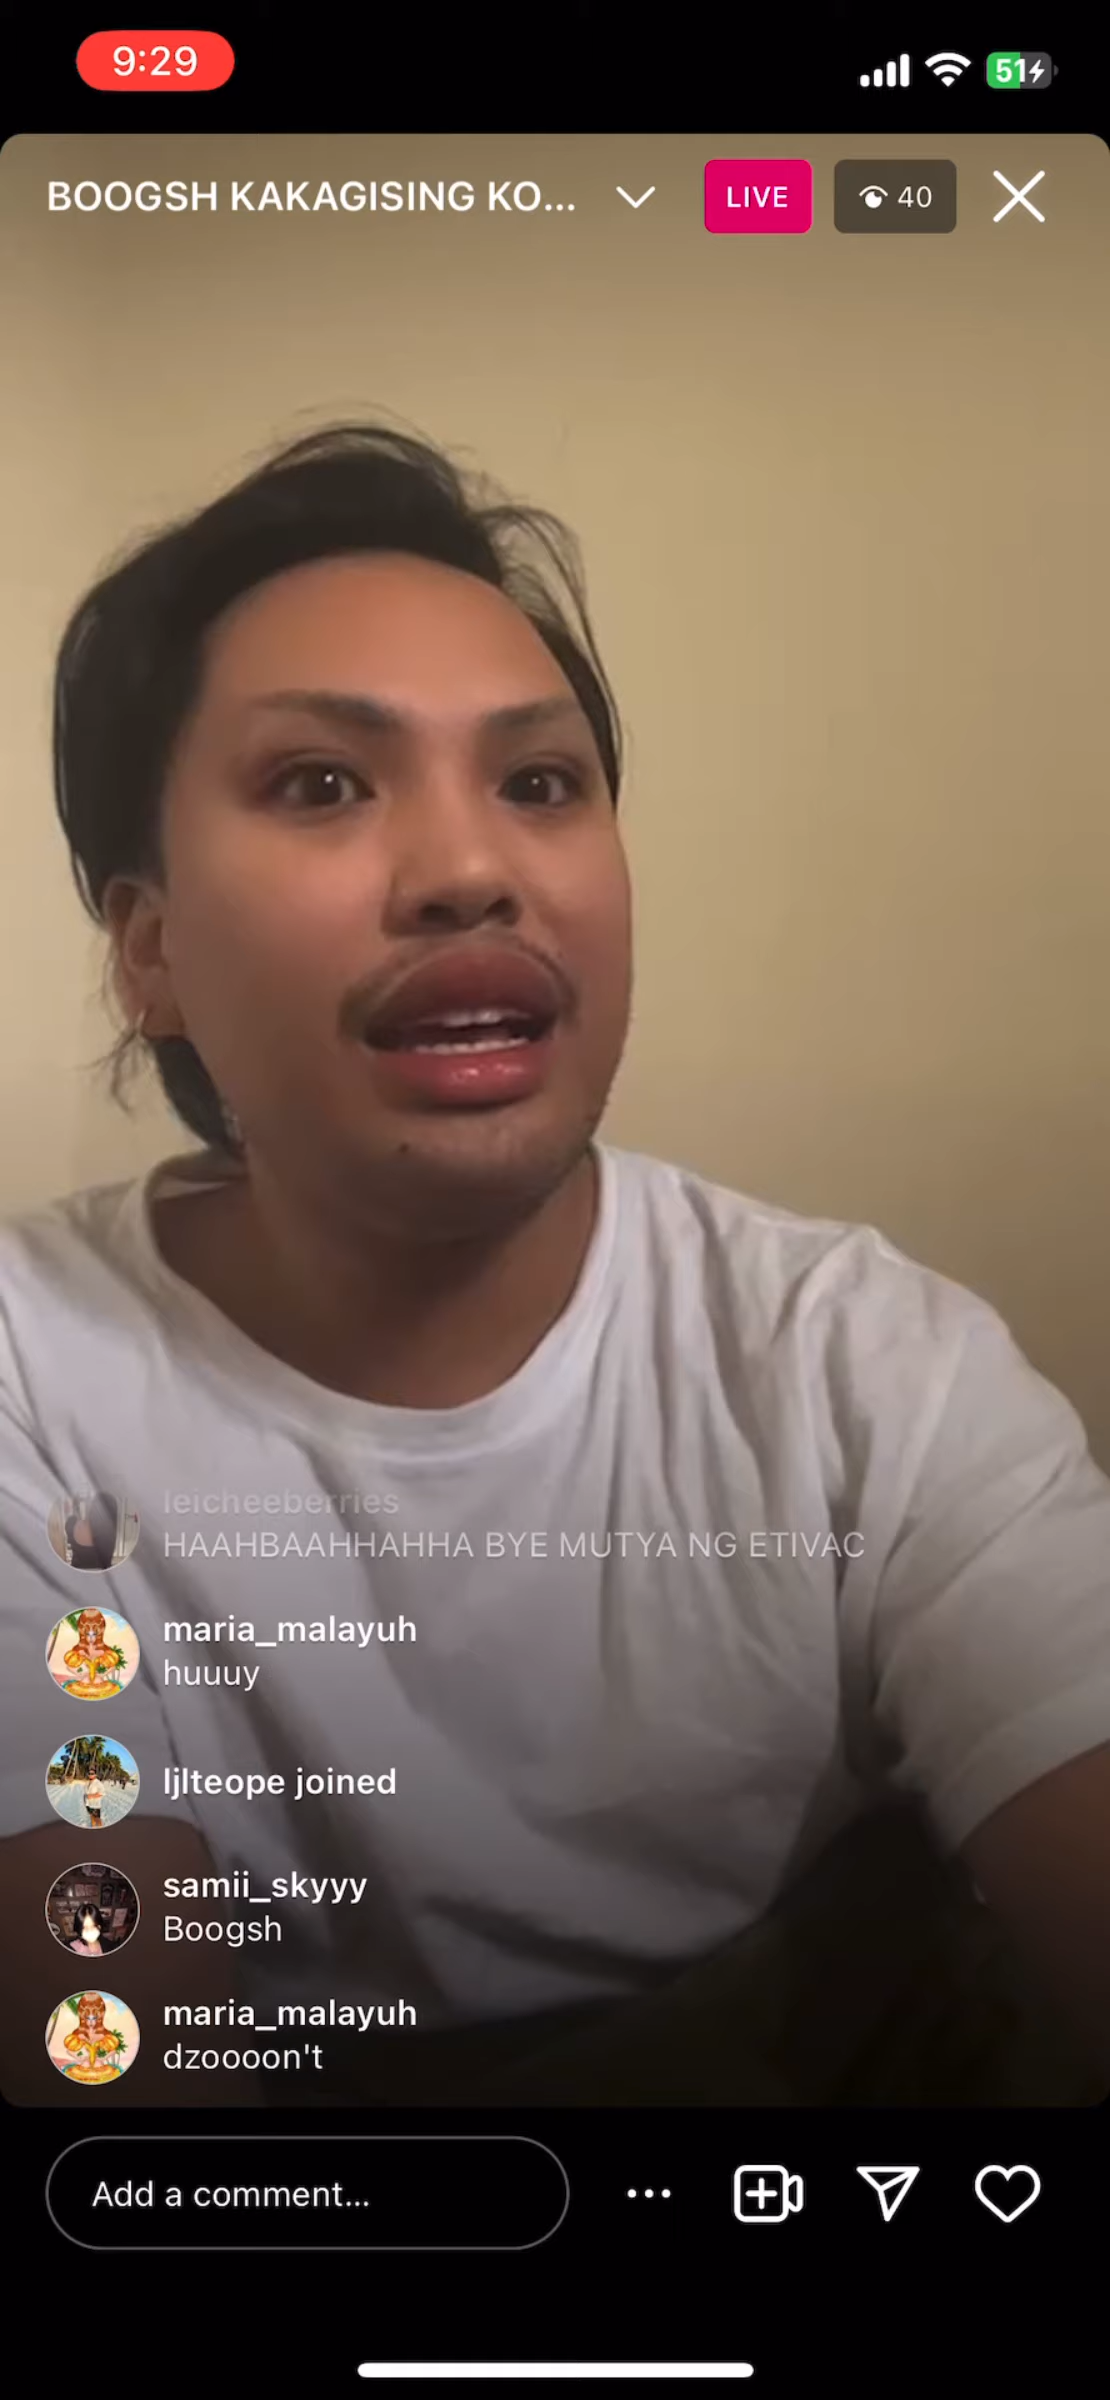 9:29
51
BOOGSH KAKAGISING KO...
LIVE
40
leicheeberries
HAAHBAAHHAHHA BYE MUTYA NG ETIVAC
maria_malayuh
huuuy
ljlteope joined
samii_skyyy
Boogsh
maria_malayuh
dzoooon't
Add a comment...